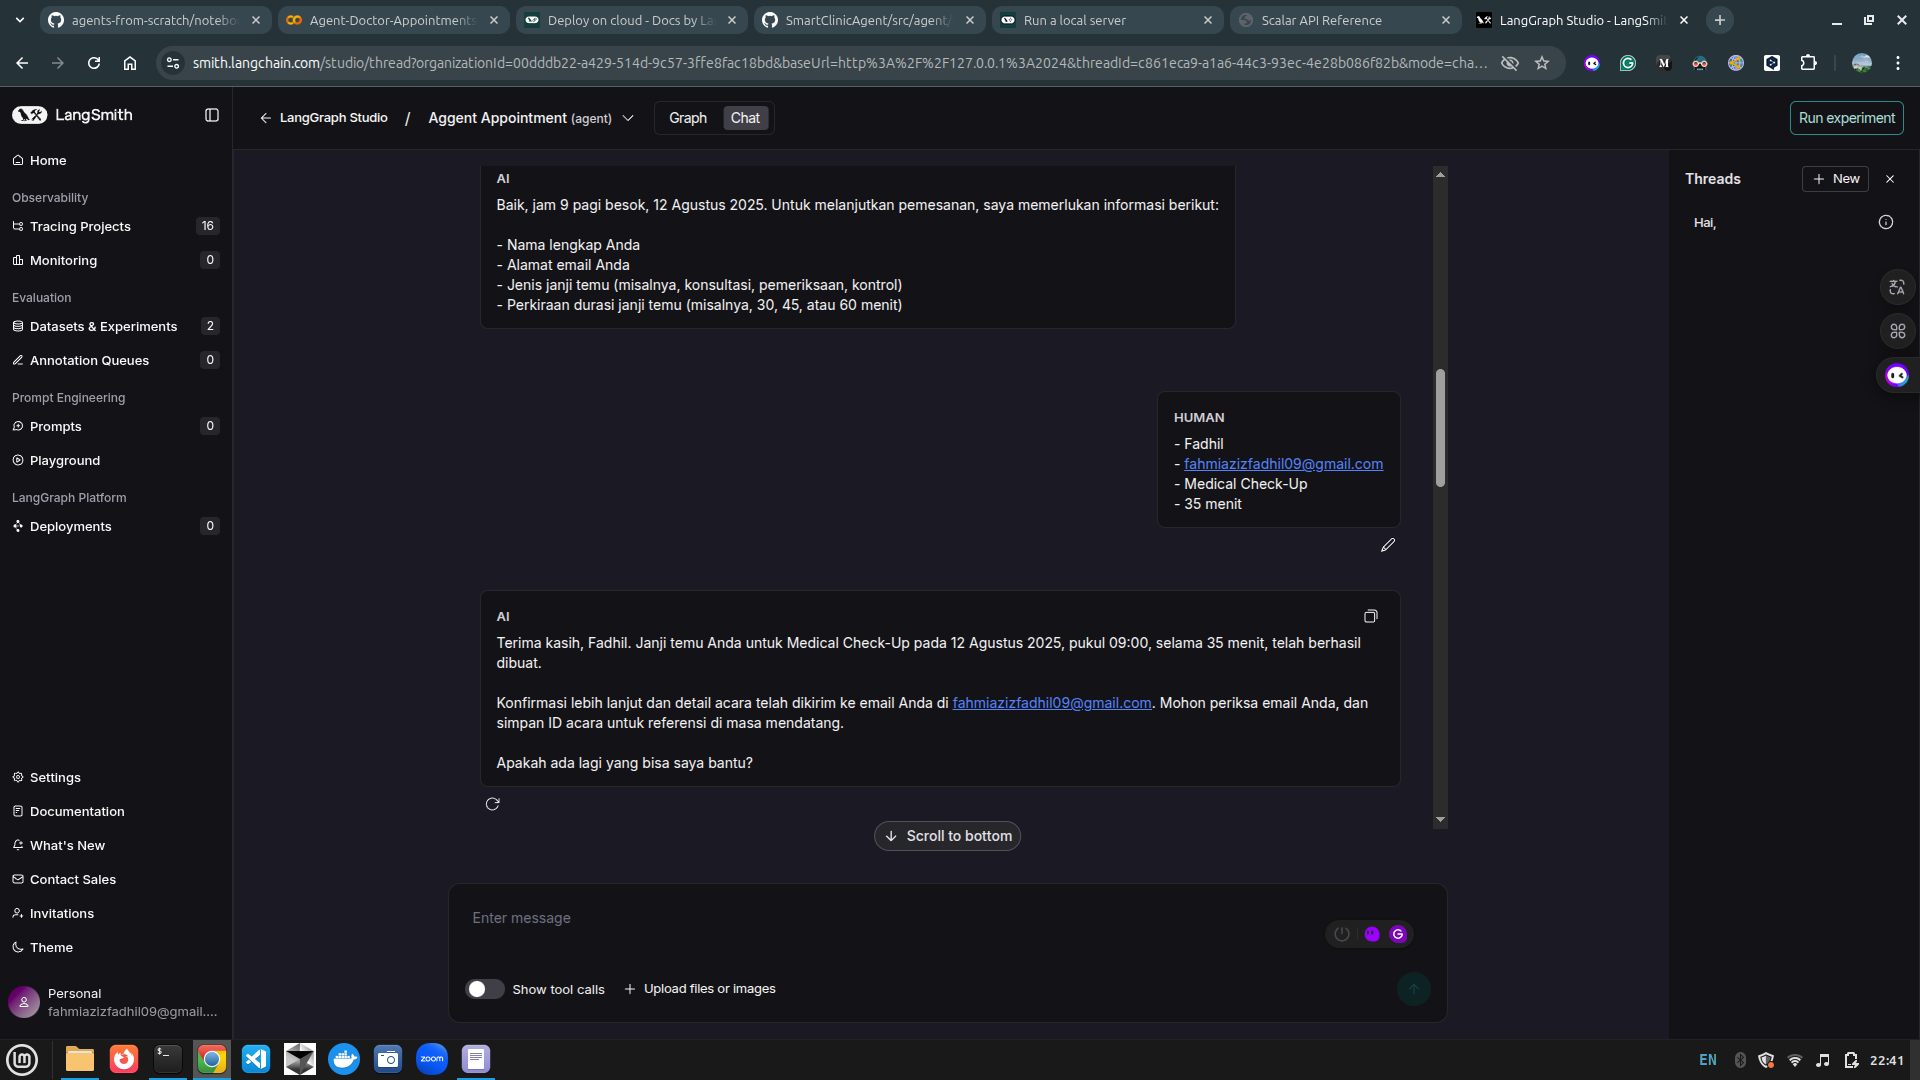 agents-from-scratch/notebo
Agent-Doctor-Appointments
Deploy on cloud - Docs by La
SmartClinicAgent/src/agent/
Run a local server
Scalar API Reference
LangGraph Studio - LangSmi
smith.langchain.com/studio/thread?organizationId=00dddb22-a429-514d-9c57-3ffe8fac18bd&baseUrl=http%3A%2F%2F127.0.0.1%3A2024&threadId=c861eca9-a1a6-44c3-93ec-4e28b086f82b&mode=cha...
LangSmith
LangGraph Studio / Aggent Appointment (agent)
Graph
Chat
Run experiment
Home
Observability
Tracing Projects 16
Monitoring 0
Evaluation
Datasets & Experiments 2
Annotation Queues 0
Prompt Engineering
Prompts 0
Playground
LangGraph Platform
Deployments 0
Settings
Documentation
What's New
Contact Sales
Invitations
Theme
Personal
fahmiazizfadhil09@gmail....
AI
Baik, jam 9 pagi besok, 12 Agustus 2025. Untuk melanjutkan pemesanan, saya memerlukan informasi berikut:
- Nama lengkap Anda
- Alamat email Anda
- Jenis janji temu (misalnya, konsultasi, pemeriksaan, kontrol)
- Perkiraan durasi janji temu (misalnya, 30, 45, atau 60 menit)
HUMAN
- Fadhil
- fahmiazizfadhil09@gmail.com
- Medical Check-Up
- 35 menit
AI
Terima kasih, Fadhil. Janji temu Anda untuk Medical Check-Up pada 12 Agustus 2025, pukul 09:00, selama 35 menit, telah berhasil
dibuat.
Konfirmasi lebih lanjut dan detail acara telah dikirim ke email Anda di fahmiazizfadhil09@gmail.com. Mohon periksa email Anda, dan
simpan ID acara untuk referensi di masa mendatang.
Apakah ada lagi yang bisa saya bantu?
Scroll to bottom
Enter message
Show tool calls
Upload files or images
Threads
New
Hai,
zoom
EN
22:41